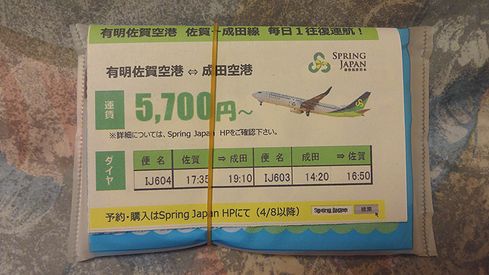 有明佐賀空港 佐賀ー成田線 毎日1往復運航！
SPRING
JAPAN
有明佐賀空港 ⇔ 成田空港
運賃 5,700円～
※詳細については、Spring Japan HPをご確認下さい。
ダイヤ
便 名 佐賀 ⇒ 成田 便 名 成田 ⇒ 佐賀
IJ604 17:35 19:10 IJ603 14:20 16:50
予約・購入はSpring Japan HPにて（4/8以降） Spring Japan 検索